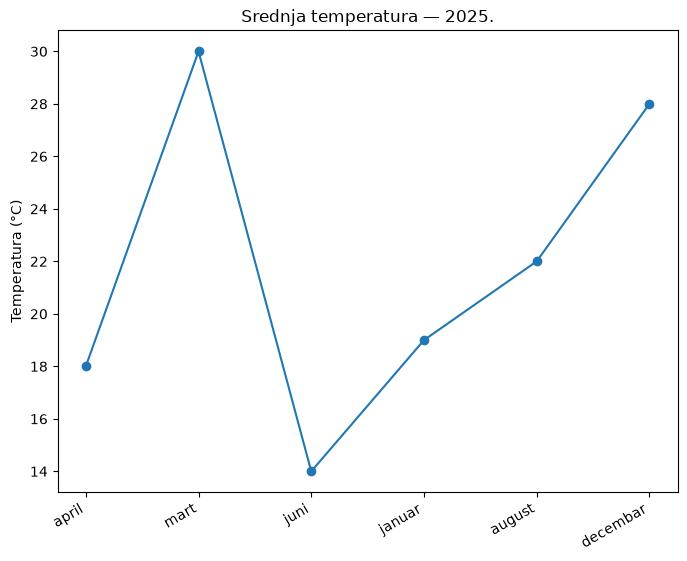 Srednja temperatura — 2025.
Temperatura (°C)
30
28
26
24
22
20
18
16
14
april
mart
juni
januar
august
decembar